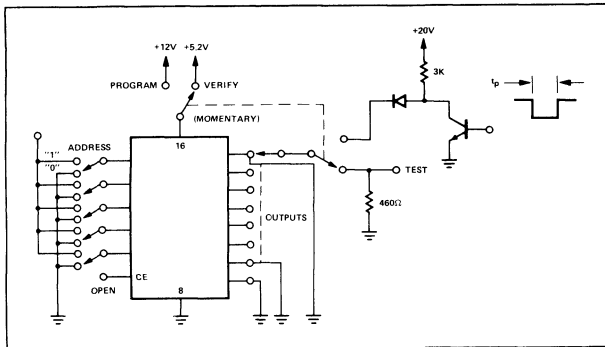 +20V
+12V
+5.2V
3K
tp
PROGRAM
VERIFY
(MOMENTARY)
16
"1"
ADDRESS
"0"
TEST
OUTPUTS
460Ω
CE
OPEN
8